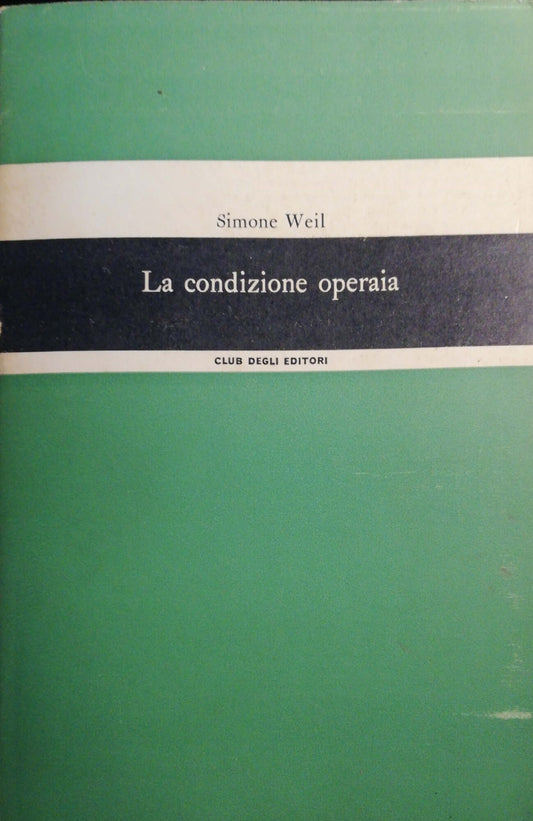 Simone Weil
La condizione operaia
CLUB DEGLI EDITORI